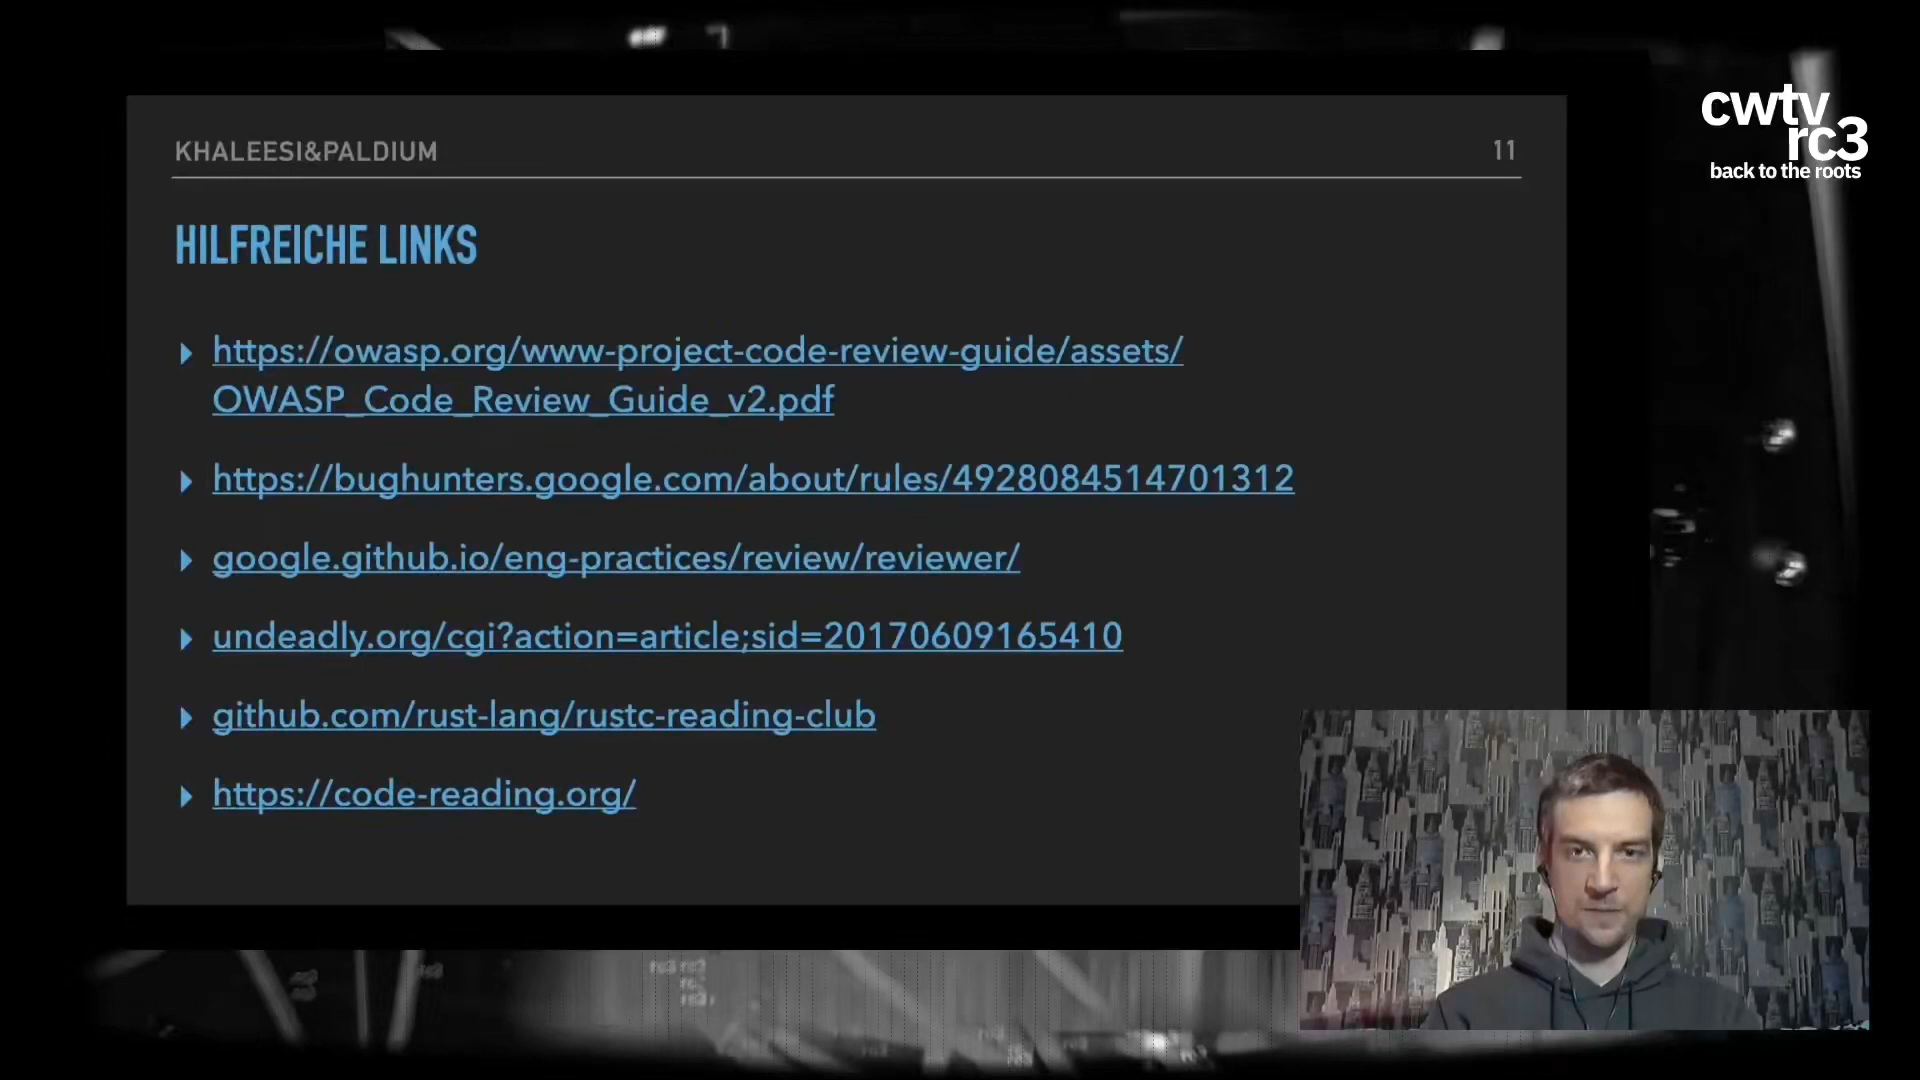 cwtv
rc3
back to the roots
KHALEESI&PALDIUM
11
HILFREICHE LINKS
https://owasp.org/www-project-code-review-guide/assets/
OWASP_Code_Review_Guide_v2.pdf
https://bughunters.google.com/about/rules/4928084514701312
google.github.io/eng-practices/review/reviewer/
undeadly.org/cgi?action=article;sid=20170609165410
github.com/rust-lang/rustc-reading-club
https://code-reading.org/